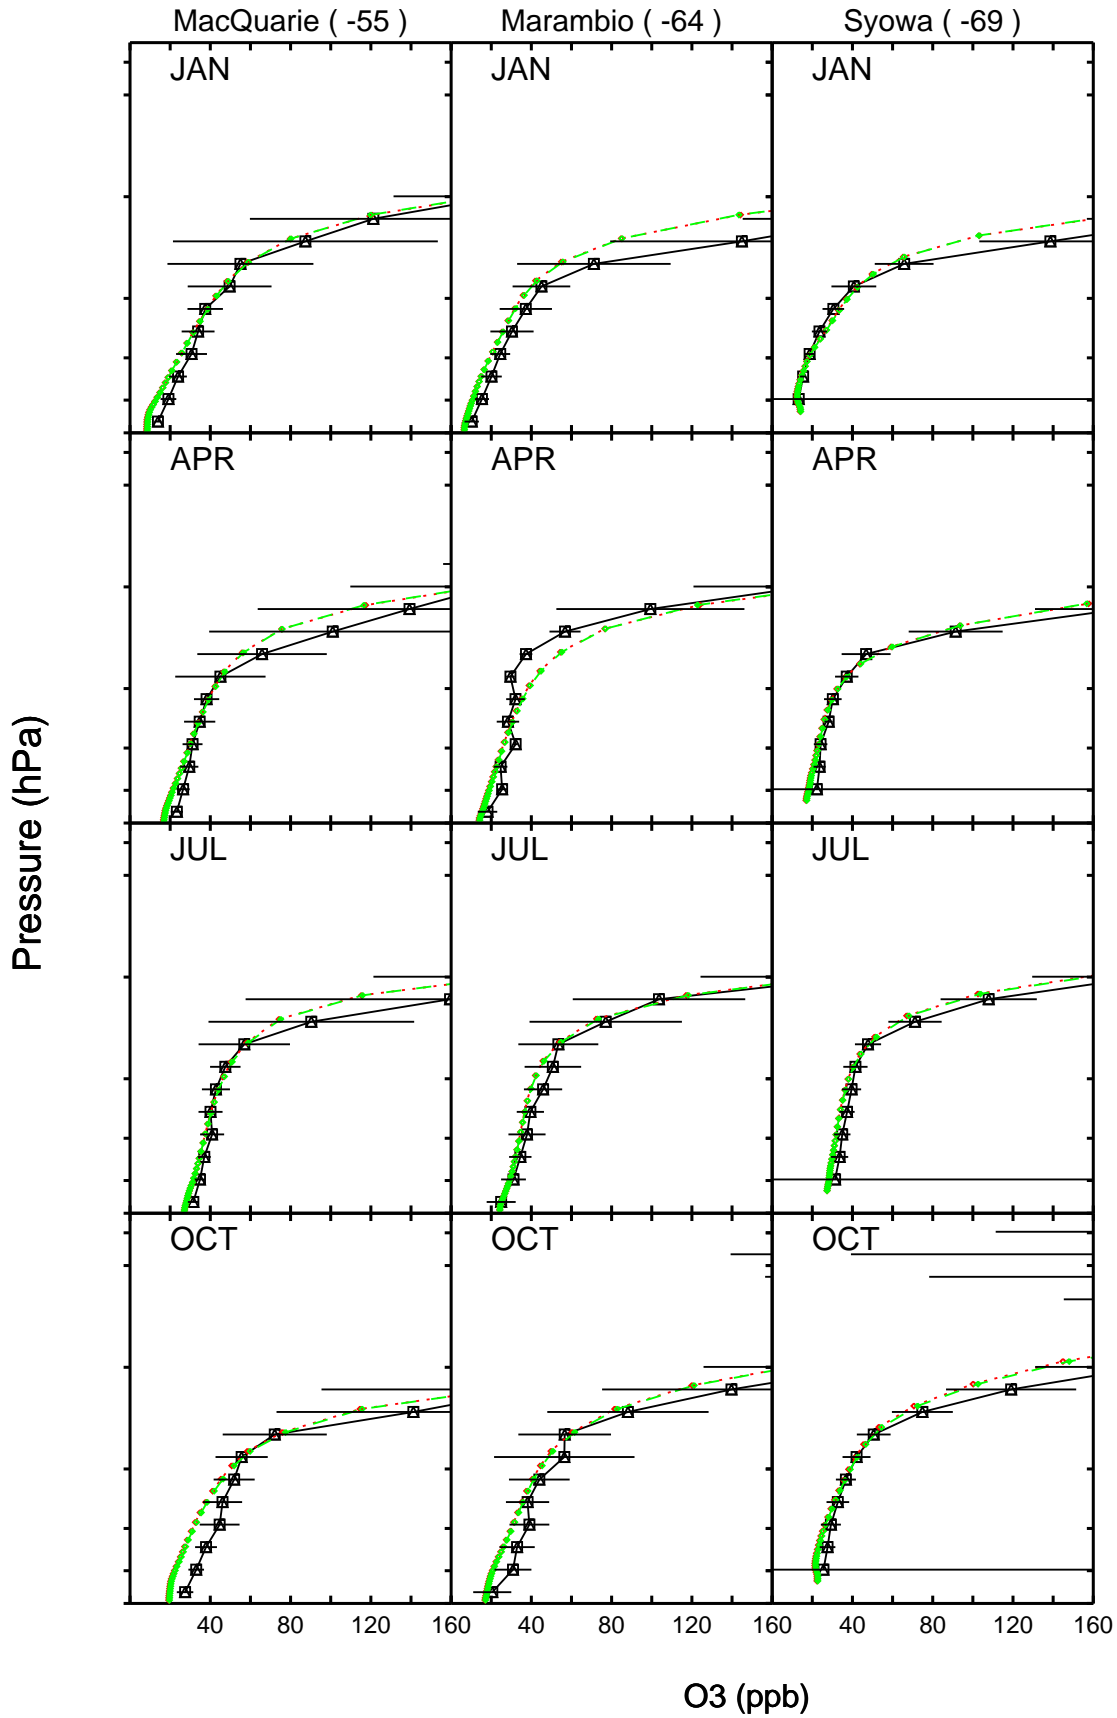 MacQuarie ( -55 ) Marambio ( -64 ) Syowa ( -69 )
JAN JAN JAN
APR APR APR
Pressure (hPa)
JUL JUL JUL
OCT OCT OCT
40 80 120 160 40 80 120 160 40 80 120 160
O3 (ppb)